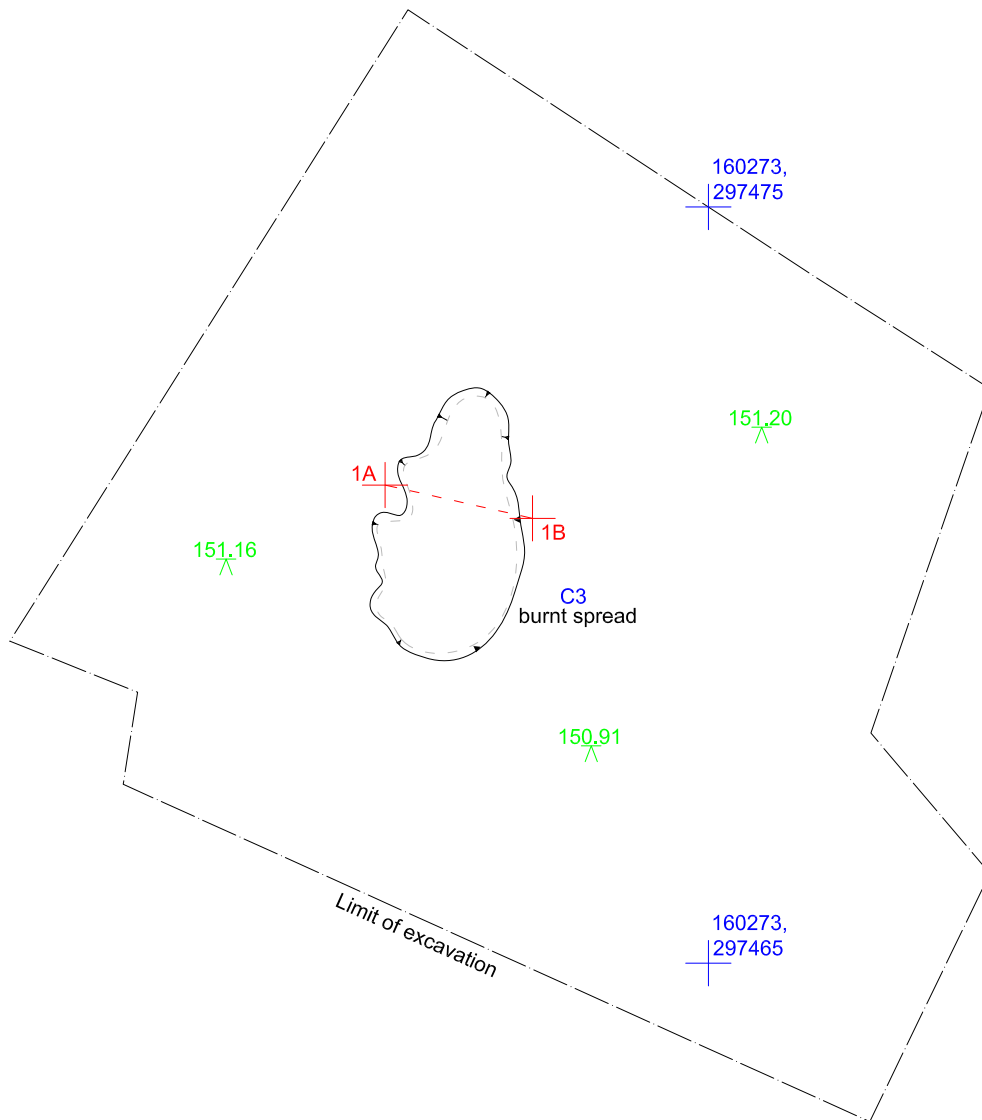 160273,
297475
151.20
1A
1B
151.16
C3
burnt spread
150.91
Limit of excavation
160273,
297465